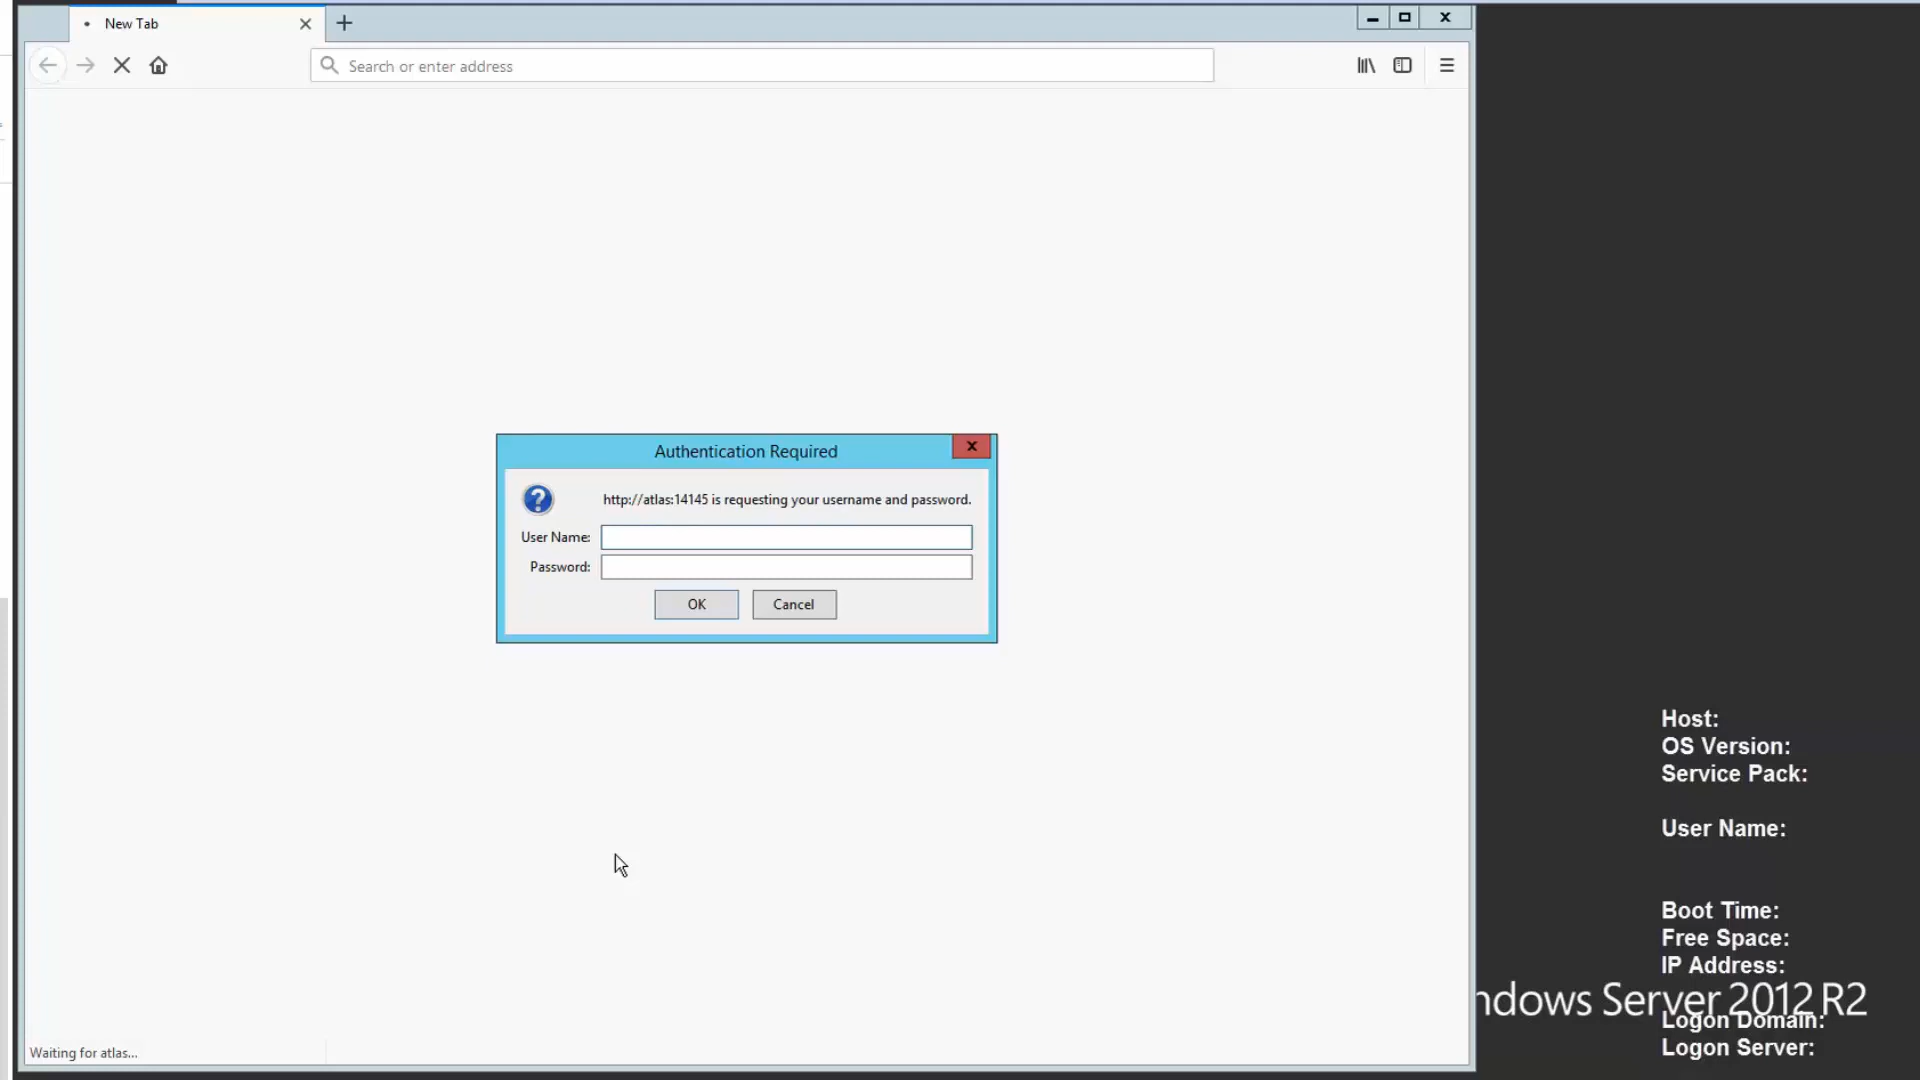 New Tab
Search or enter address
Authentication Required
http://atlas:14145 is requesting your username and password.
User Name:
Password:
OK
Cancel
Host:
OS Version:
Service Pack:
User Name:
Boot Time:
Free Space:
IP Address:
ndows Server 2012 R2
Logon Domain:
Logon Server:
Waiting for atlas...